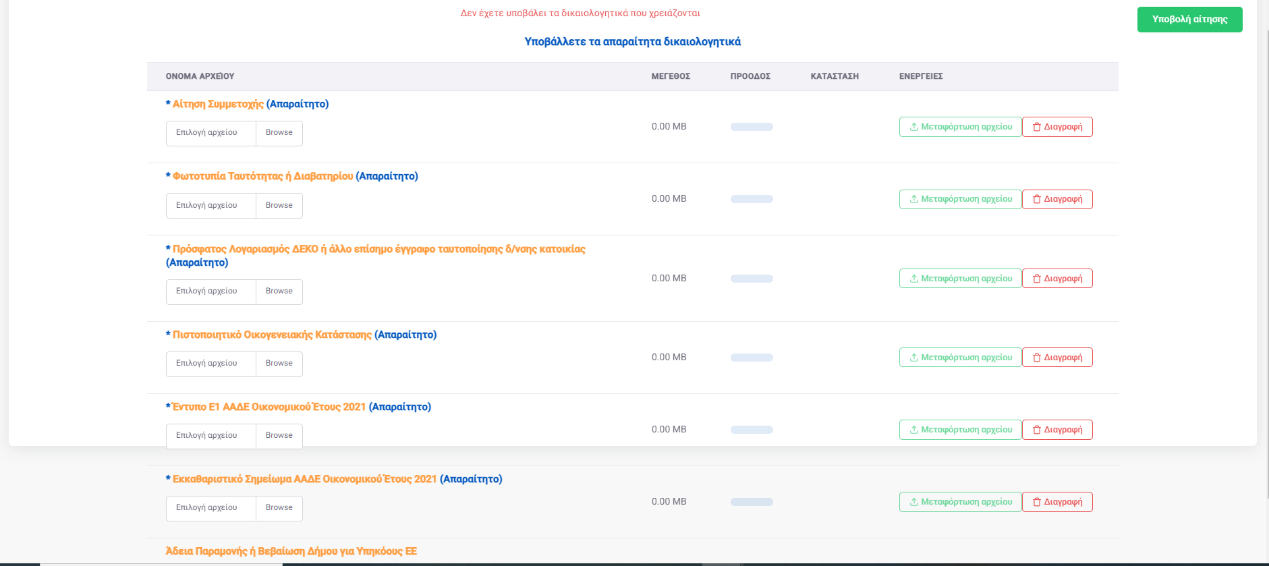 Δεν έχετε υποβάλει τα δικαιολογητικά που χρειάζονται
Υποβολή αίτησης
Υποβάλλετε τα απαραίτητα δικαιολογητικά
ΟΝΟΜΑ ΑΡΧΕΙΟΥ ΜΕΓΕΘΟΣ ΠΡΟΟΔΟΣ ΚΑΤΑΣΤΑΣΗ ΕΝΕΡΓΕΙΕΣ
* Αίτηση Συμμετοχής (Απαραίτητο)
Επιλογή αρχείου Browse 0.00 MB Μεταφόρτωση αρχείου Διαγραφή
* Φωτοτυπία Ταυτότητας ή Διαβατηρίου (Απαραίτητο)
Επιλογή αρχείου Browse 0.00 MB Μεταφόρτωση αρχείου Διαγραφή
* Πρόσφατος Λογαριασμός ΔΕΚΟ ή άλλο επίσημο έγγραφο ταυτοποίησης δ/νσης κατοικίας
(Απαραίτητο)
Επιλογή αρχείου Browse 0.00 MB Μεταφόρτωση αρχείου Διαγραφή
* Πιστοποιητικό Οικογενειακής Κατάστασης (Απαραίτητο)
Επιλογή αρχείου Browse 0.00 MB Μεταφόρτωση αρχείου Διαγραφή
* Έντυπο Ε1 ΑΑΔΕ Οικονομικού Έτους 2021 (Απαραίτητο)
Επιλογή αρχείου Browse 0.00 MB Μεταφόρτωση αρχείου Διαγραφή
* Εκκαθαριστικό Σημείωμα ΑΑΔΕ Οικονομικού Έτους 2021 (Απαραίτητο)
Επιλογή αρχείου Browse 0.00 MB Μεταφόρτωση αρχείου Διαγραφή
Άδεια Παραμονής ή Βεβαίωση Δήμου για Υπηκόους ΕΕ